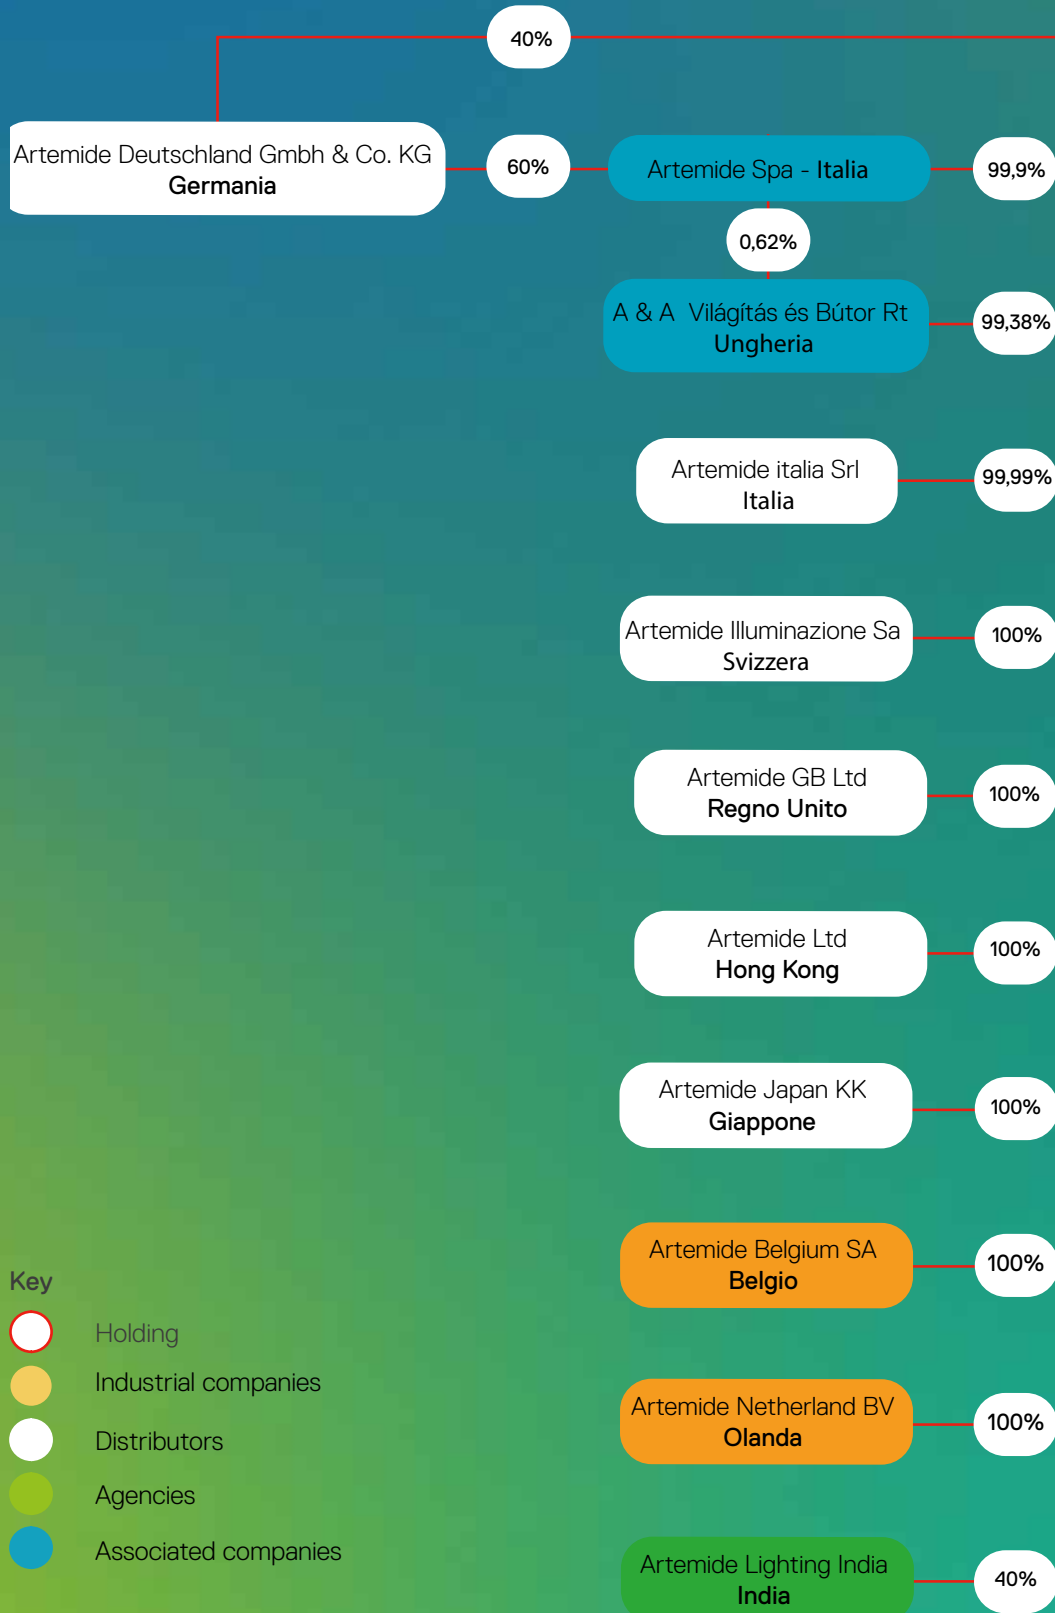 40%
Artemide Deutschland Gmbh & Co. KG
Germania
60%
Artemide Spa - Italia
99,9%
0,62%
A & A Világítás és Bútor Rt
Ungheria
99,38%
Artemide italia Srl
Italia
99,99%
Artemide Illuminazione Sa
Svizzera
100%
Artemide GB Ltd
Regno Unito
100%
Artemide Ltd
Hong Kong
100%
Artemide Japan KK
Giappone
100%
Artemide Belgium SA
Belgio
100%
Artemide Netherland BV
Olanda
100%
Artemide Lighting India
India
40%
Key
Holding
Industrial companies
Distributors
Agencies
Associated companies